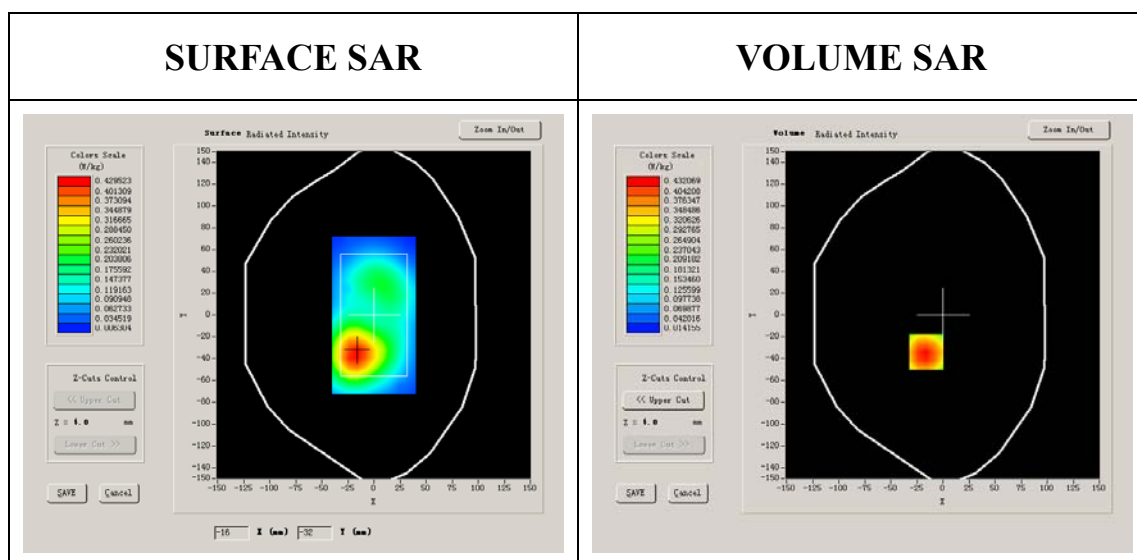 SURFACE SAR
VOLUME SAR
Surface Radiated Intensity
Zoom In/Out
Colors Scale
(W/kg)
0.429523
0.401309
0.373094
0.344879
0.316665
0.288450
0.260236
0.232021
0.203806
0.175592
0.147377
0.119163
0.090948
0.062733
0.034519
0.006304
Z-Cuts Control
<< Upper Cut
Z = 4.0 mm
Lower Cut >>
SAVE
Cancel
150
140
120
100
80
60
40
20
0
-20
-40
-60
-80
-100
-120
-140
-150
Y
-150 -125 -100 -75 -50 -25 0 25 50 75 100 125 150
X
-16 X (mm) -32 Y (mm)
Volume Radiated Intensity
Zoom In/Out
Colors Scale
(W/kg)
0.432069
0.404208
0.376347
0.348486
0.320626
0.292765
0.264904
0.237043
0.209182
0.181321
0.153460
0.125599
0.097738
0.069877
0.042016
0.014155
Z-Cuts Control
<< Upper Cut
Z = 4.0 mm
Lower Cut >>
SAVE
Cancel
150
140
120
100
80
60
40
20
0
-20
-40
-60
-80
-100
-120
-140
-150
Y
-150 -125 -100 -75 -50 -25 0 25 50 75 100 125 150
X